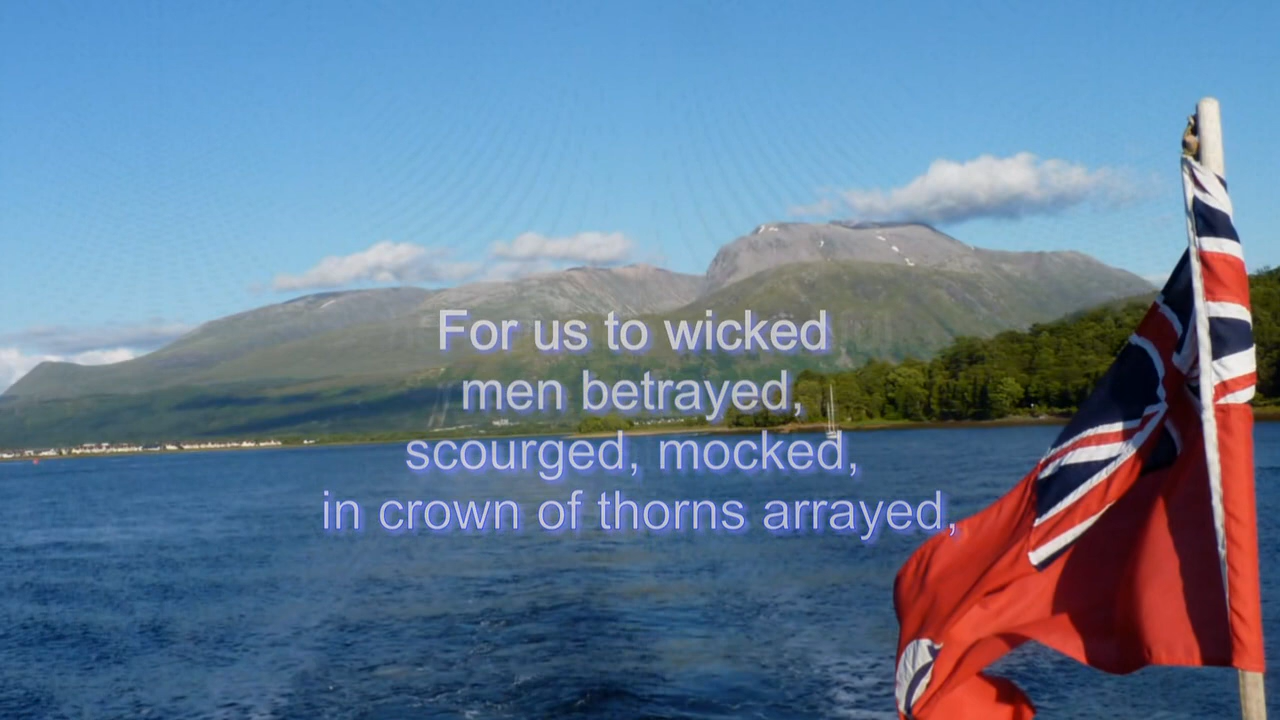 For us to wicked
men betrayed,
scourged, mocked,
in crown of thorns arrayed,